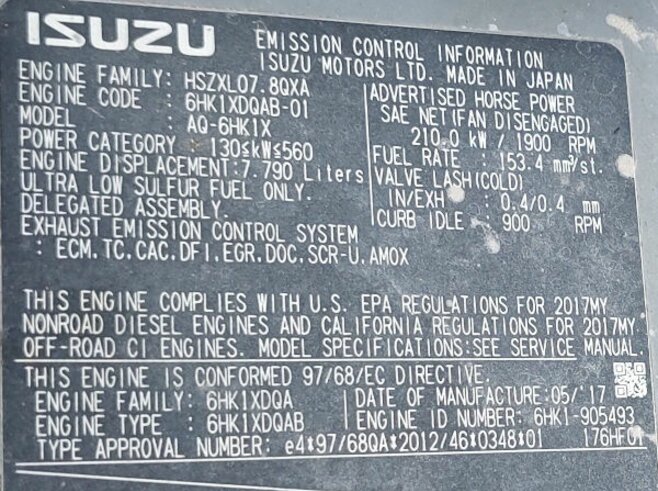 ISUZU
EMISSION CONTROL INFORMATION
ISUZU MOTORS LTD. MADE IN JAPAN
ENGINE FAMILY: HSZXL07.8QXA
ENGINE CODE : 6HK1XDQAB-01
MODEL : AQ-6HK1X
POWER CATEGORY : 130≤kW≤560
ENGINE DISPLACEMENT:7.790 Liters
ULTRA LOW SULFUR FUEL ONLY.
DELEGATED ASSEMBLY.
EXHAUST EMISSION CONTROL SYSTEM
: ECM,TC,CAC,DFI,EGR,DOC,SCR-U,AMOX
ADVERTISED HORSE POWER
SAE NET(FAN DISENGAGED)
210.0 kW / 1900 RPM
FUEL RATE : 153.4 mm³/st.
VALVE LASH(COLD)
IN/EXH : 0.4/0.4 mm
CURB IDLE : 900 RPM
THIS ENGINE COMPLIES WITH U.S. EPA REGULATIONS FOR 2017MY
NONROAD DIESEL ENGINES AND CALIFORNIA REGULATIONS FOR 2017MY
OFF-ROAD CI ENGINES. MODEL SPECIFICATIONS:SEE SERVICE MANUAL.
THIS ENGINE IS CONFORMED 97/68/EC DIRECTIVE.
ENGINE FAMILY: 6HK1XDQA
ENGINE TYPE : 6HK1XDQAB
DATE OF MANUFACTURE:05/'17
ENGINE ID NUMBER: 6HK1-905493
TYPE APPROVAL NUMBER: e4*97/68QA*2012/46*0348*01
176HF01